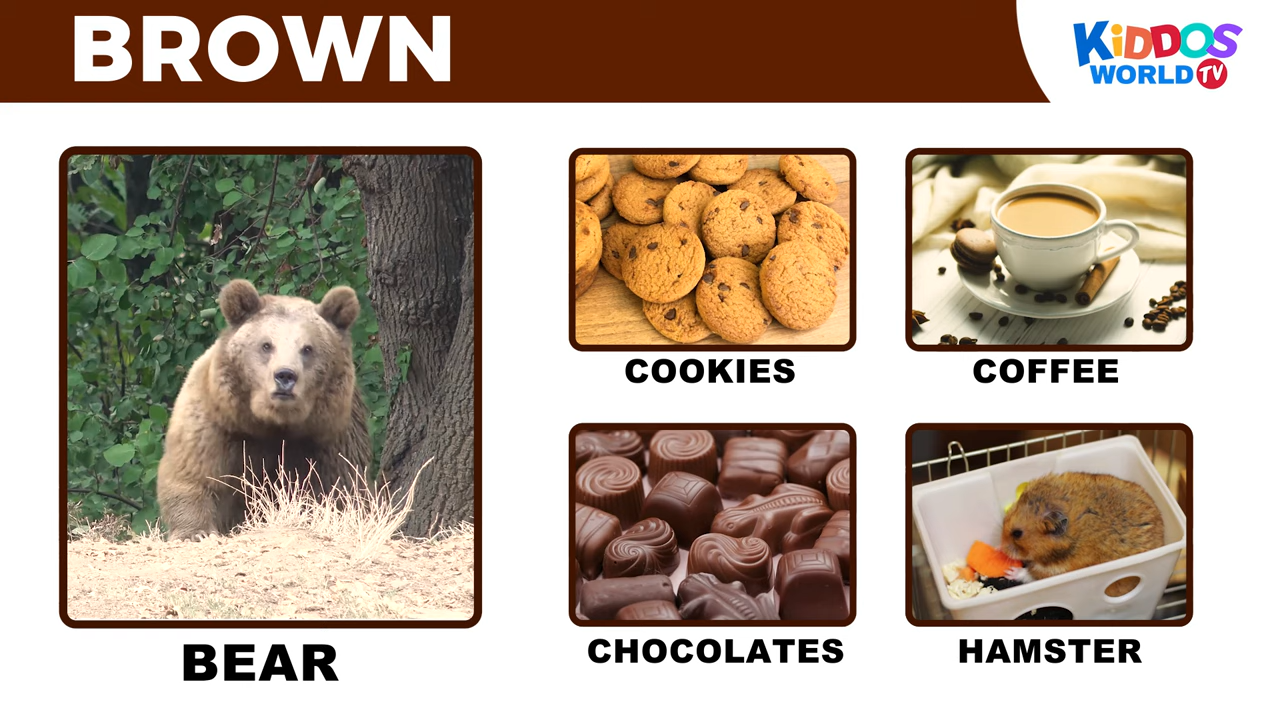 BROWN
KiDDOS
WORLD TV
BEAR
COOKIES
COFFEE
CHOCOLATES
HAMSTER